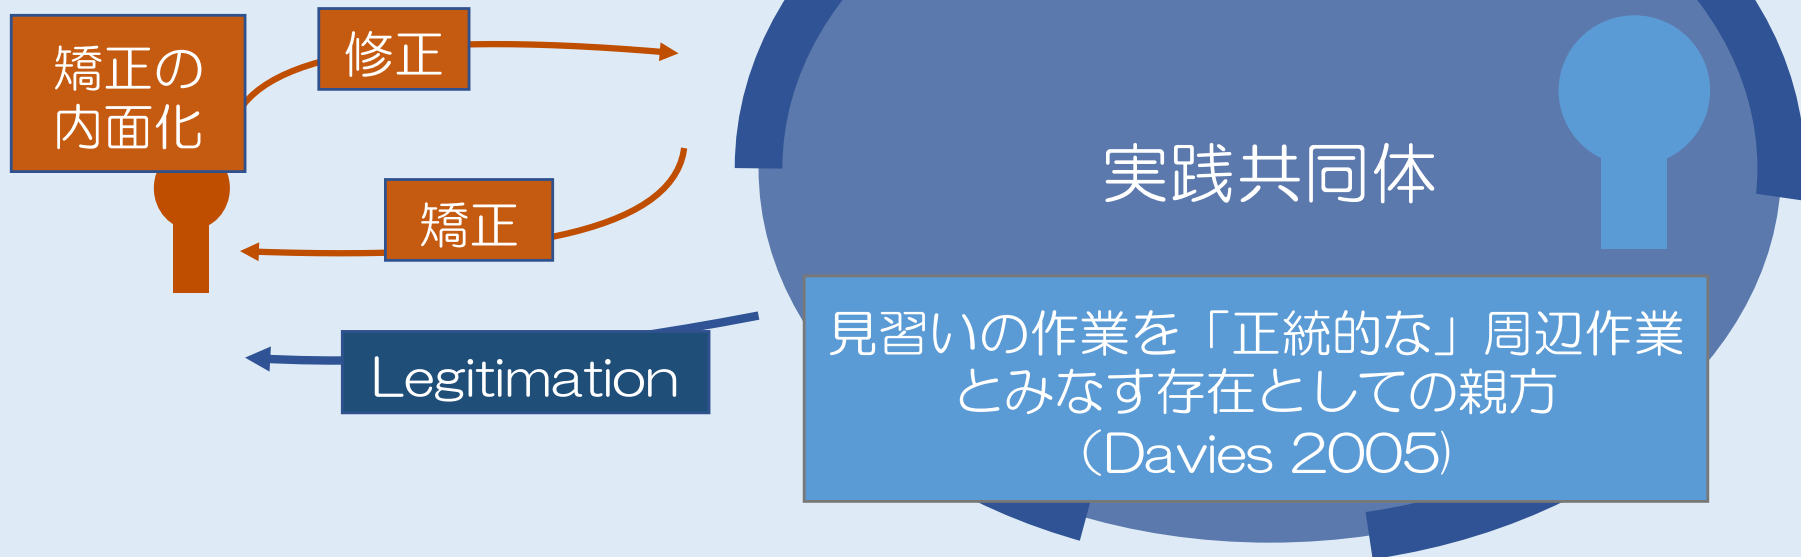 矯正の
内面化
修正
矯正
Legitimation
実践共同体
見習いの作業を「正統的な」周辺作業
とみなす存在としての親方
（Davies 2005)